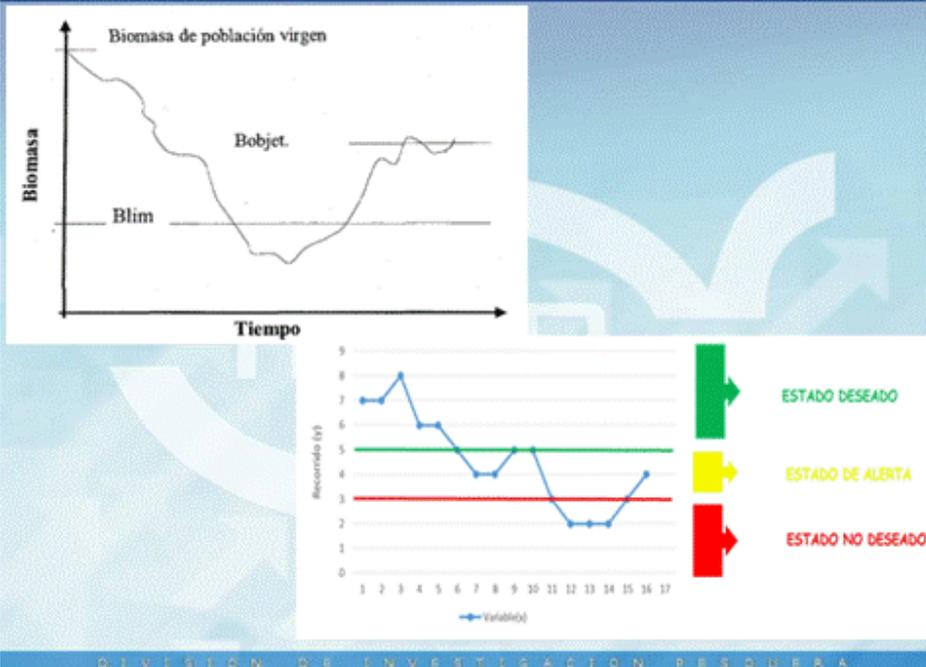 Biomasa de población virgen
Biomasa
Bobjet.
Blim
Tiempo
9
8
7
6
5
4
3
2
1
0
Recorrido (y)
1 2 3 4 5 6 7 8 9 10 11 12 13 14 15 16 17
Variable(x)
ESTADO DESEADO
ESTADO DE ALERTA
ESTADO NO DESEADO
DIVISION DE INVESTIGACION PESQUERA